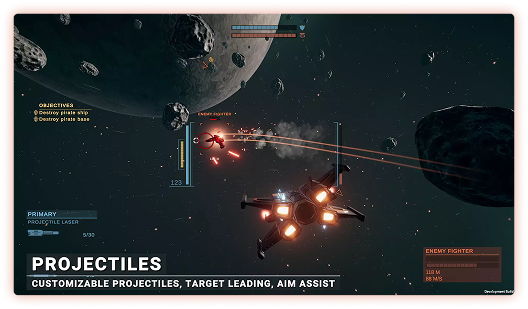 ENEMY FIGHTER
OBJECTIVES
Destroy pirate ship
Destroy pirate base
123
PRIMARY
PROJECTILE LASER
5/30
ENEMY FIGHTER
118 M
88 M/S
PROJECTILES
CUSTOMIZABLE PROJECTILES, TARGET LEADING, AIM ASSIST
Development Build